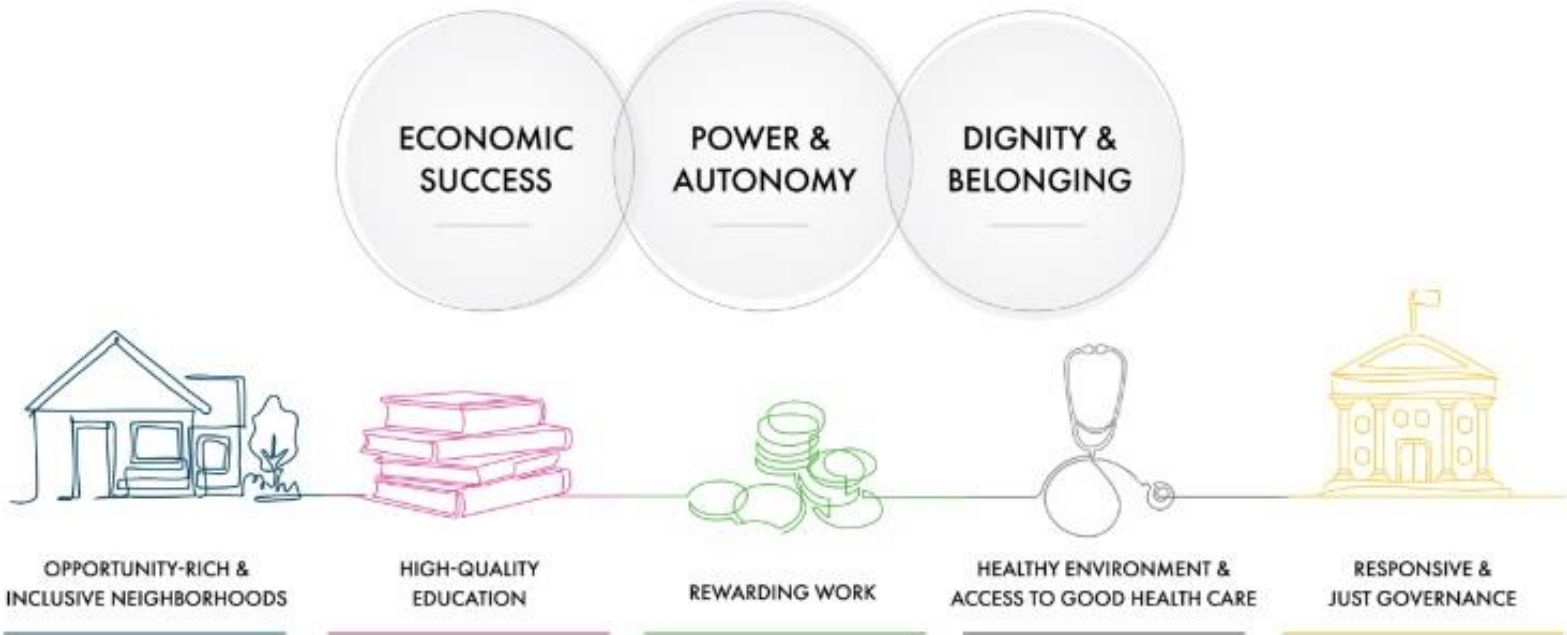 ECONOMIC
SUCCESS
POWER &
AUTONOMY
DIGNITY &
BELONGING
OPPORTUNITY-RICH &
INCLUSIVE NEIGHBORHOODS
HIGH-QUALITY
EDUCATION
REWARDING WORK
HEALTHY ENVIRONMENT &
ACCESS TO GOOD HEALTH CARE
RESPONSIVE &
JUST GOVERNANCE